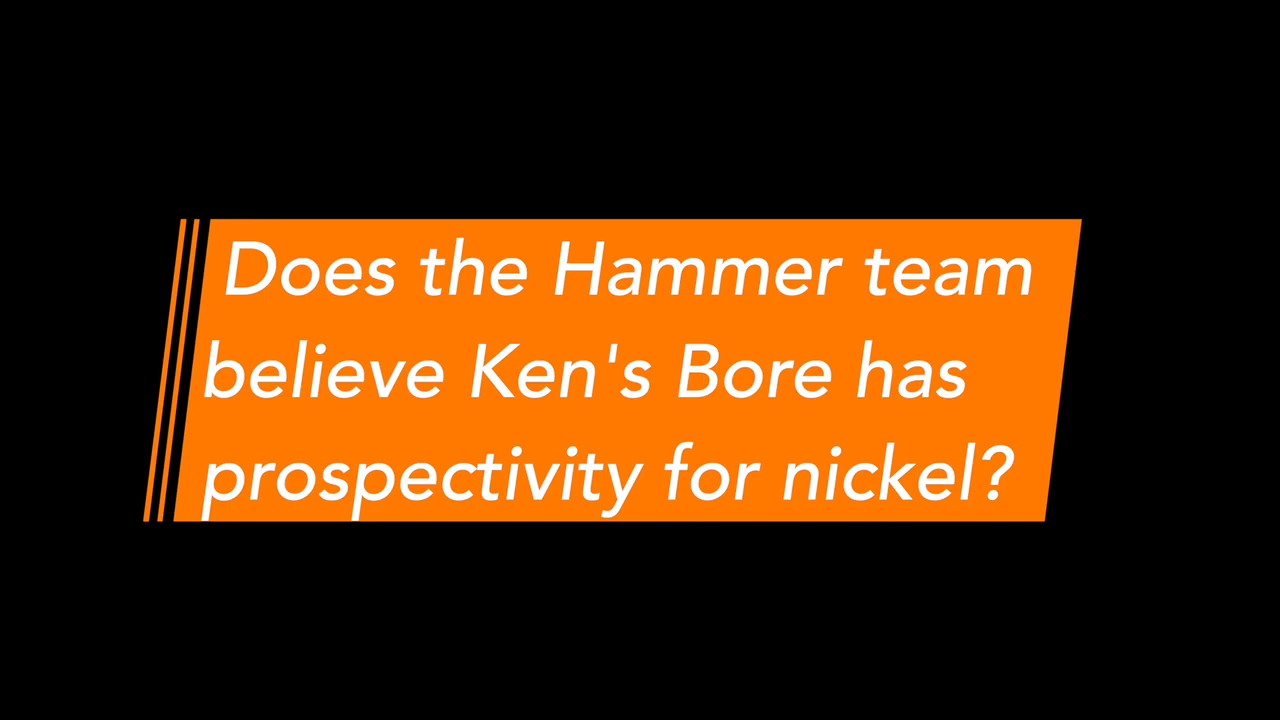 Does the Hammer team
believe Ken's Bore has
prospectivity for nickel?